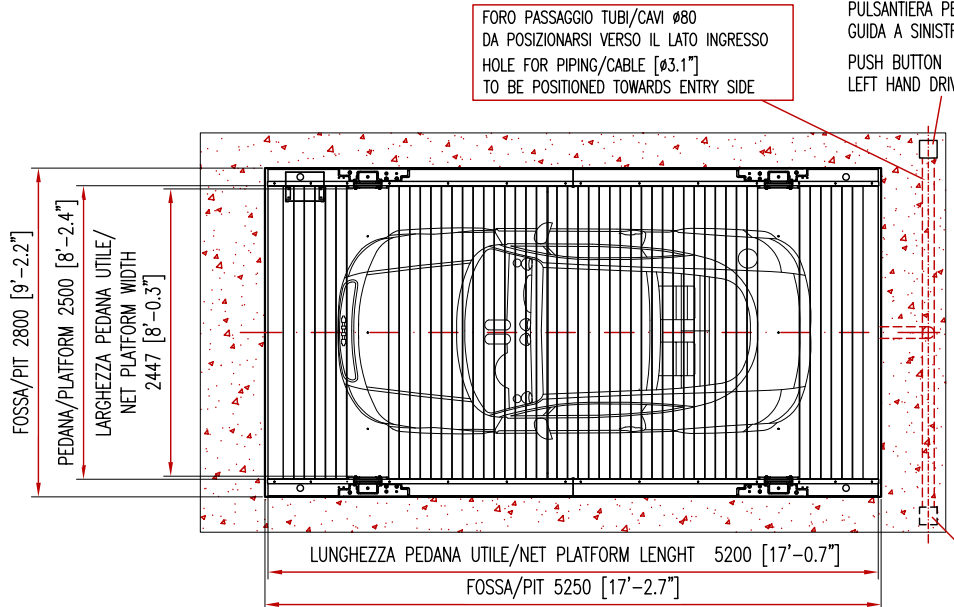 FORO PASSAGGIO TUBI/CAVI ø80
DA POSIZIONARSI VERSO IL LATO INGRESSO
HOLE FOR PIPING/CABLE [ø3.1"]
TO BE POSITIONED TOWARDS ENTRY SIDE
PULSANTIERA PE
GUIDA A SINISTR
PUSH BUTTON
LEFT HAND DRIV
FOSSA/PIT 2800 [9'-2.2"]
PEDANA/PLATFORM 2500 [8'-2.4"]
LARGHEZZA PEDANA UTILE/
NET PLATFORM WIDTH
2447 [8'-0.3"]
LUNGHEZZA PEDANA UTILE/NET PLATFORM LENGHT 5200 [17'-0.7"]
FOSSA/PIT 5250 [17'-2.7"]